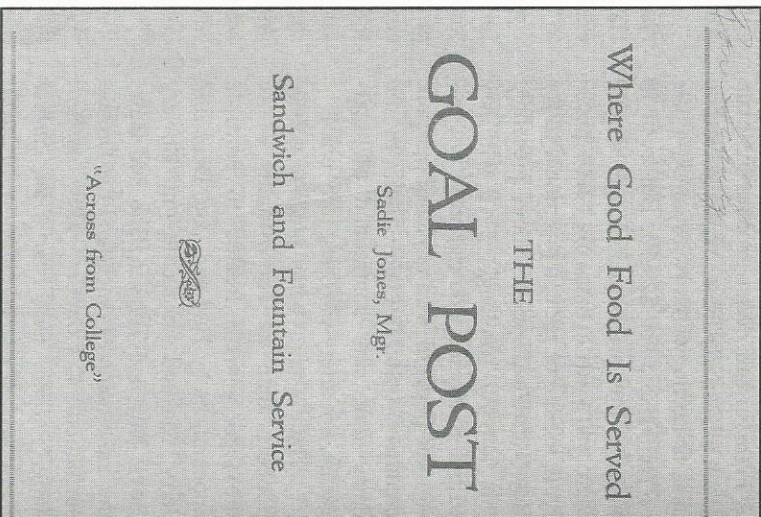 Where Good Food Is Served
THE
GOAL POST
Sadie Jones, Mgr.
Sandwich and Fountain Service
"Across from College"